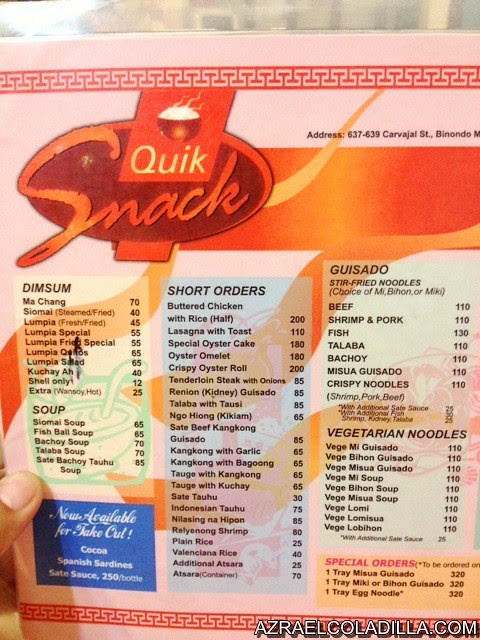 Quik
Snack
Address: 637-639 Carvajal St., Binondo M
DIMSUM
Ma Chang 70
Siomai (Steamed/Fried) 40
Lumpia (Fresh/Fried) 45
Lumpia Special 55
Lumpia Fried Special 55
Lumpia 65
Lumpia Salad 65
Kuchay Ah 40
Shell only 12
Extra (Wansoy,Hot) 25
SOUP
Siomai Soup 65
Fish Ball Soup 65
Bachoy Soup 70
Talaba Soup 70
Sate Bachoy Tauhu 85
Soup
Now Available
for Take Out !
Cocoa
Spanish Sardines
Sate Sauce, 250/bottle
SHORT ORDERS
Buttered Chicken
with Rice (Half) 200
Lasagna with Toast 110
Special Oyster Cake 180
Oyster Omelet 180
Crispy Oyster Roll 200
Tenderloin Steak with Onions 85
Renion (Kidney) Guisado 85
Talaba with Tausi 85
Ngo Hiong (Kikiam) 65
Sate Beef Kangkong
Guisado 85
Kangkong with Garlic 65
Kangkong with Bagoong 65
Tauge with Kangkong 65
Tauge with Kuchay 65
Sate Tauhu 30
Indonesian Tauhu 75
Nilasing na Hipon 85
Relyenong Shrimp 80
Plain Rice 25
Valenciana Rice 40
Additional Atsara 25
Atsara(Container) 70
GUISADO
STIR-FRIED NOODLES
(Choice of Mi,Bihon,or Miki)
BEEF 110
SHRIMP & PORK 110
FISH 130
TALABA 110
BACHOY 110
MISUA GUISADO 110
CRISPY NOODLES 110
(Shrimp,Pork,Beef)
*With Additional Sate Sauce 25
*With Additional Fish 30
Shrimp, Kidney,Talaba 25
VEGETARIAN NOODLES
Vege Mi Guisado 110
Vege Bihon Guisado 110
Vege Misua Guisado 110
Vege Mi Soup 110
Vege Bihon Soup 110
Vege Misua Soup 110
Vege Lomi 110
Vege Lomisua 110
Vege Lobihon 110
*With Additional Sate Sauce 25
SPECIAL ORDERS(*To be ordered on
1 Tray Misua Guisado 320
1 Tray Miki or Bihon Guisado 320
1 Tray Egg Noodle* 320
AZRAELCOLADILLA.COM